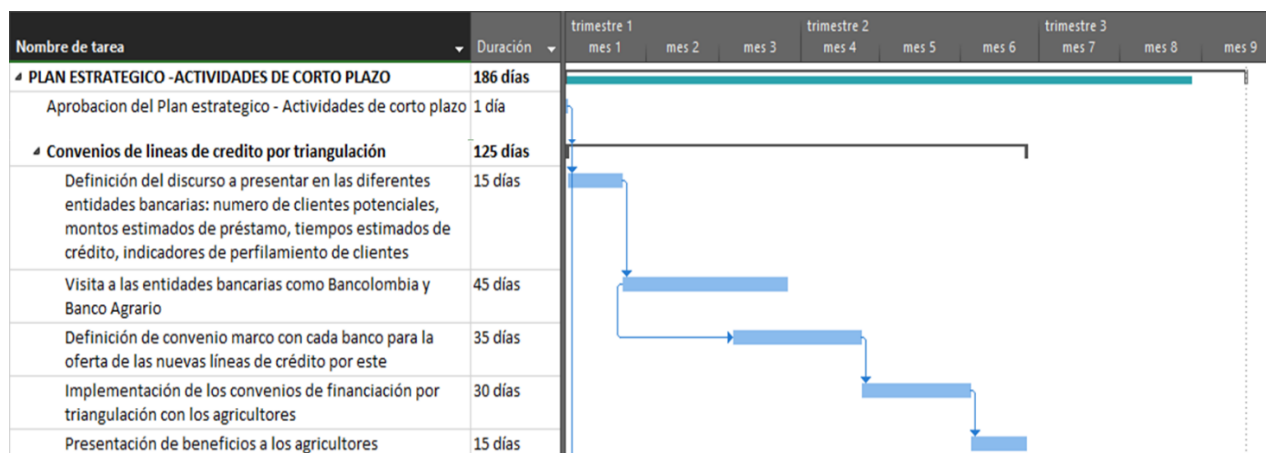 trimestre 1 trimestre 2 trimestre 3
Nombre de tarea Duración mes 1 mes 2 mes 3 mes 4 mes 5 mes 6 mes 7 mes 8 mes 9
PLAN ESTRATEGICO -ACTIVIDADES DE CORTO PLAZO 186 días
Aprobacion del Plan estrategico - Actividades de corto plazo 1 día
Convenios de lineas de credito por triangulación 125 días
Definición del discurso a presentar en las diferentes 15 días
entidades bancarias: numero de clientes potenciales,
montos estimados de préstamo, tiempos estimados de
crédito, indicadores de perfilamiento de clientes
Visita a las entidades bancarias como Bancolombia y 45 días
Banco Agrario
Definición de convenio marco con cada banco para la 35 días
oferta de las nuevas líneas de crédito por este
Implementación de los convenios de financiación por 30 días
triangulación con los agricultores
Presentación de beneficios a los agricultores 15 días